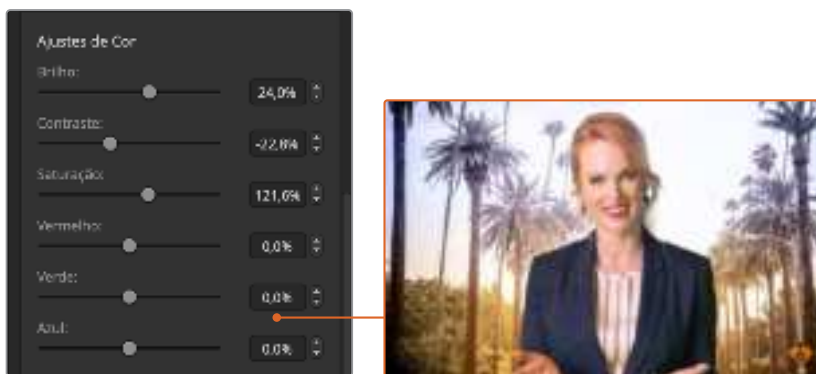 Ajustes de Cor
Brilho:
24,0%
Contraste:
-22,8%
Saturação:
121,6%
Vermelho:
0,0%
Verde:
0,0%
Azul:
0,0%